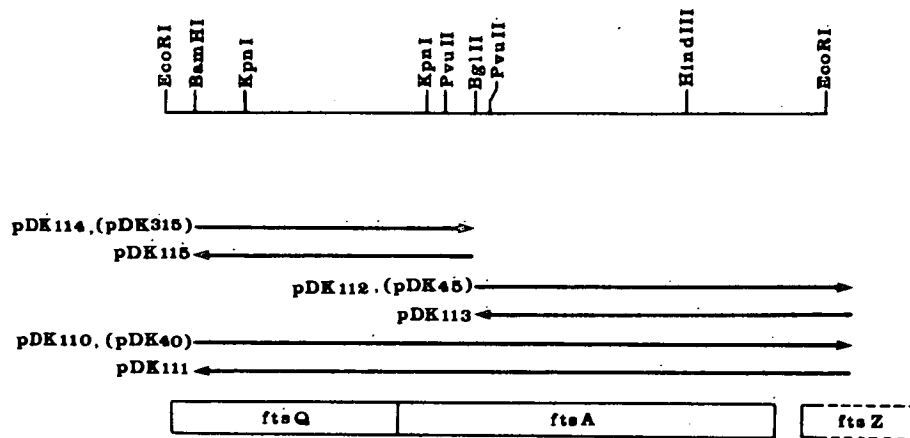 EcoRI
BamHI
KpnI
KpnI
PvuII
BglII
PvuII
HindIII
EcoRI
pDK114,(pDK315)
pDK115
pDK112,(pDK45)
pDK113
pDK110,(pDK40)
pDK111
ftsQ ftsA ftsZ